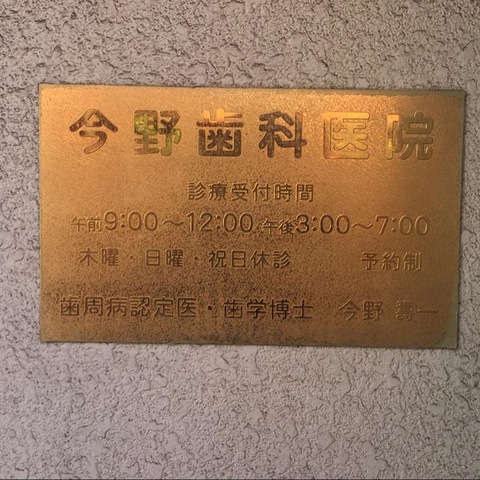 今野歯科医院
診療受付時間
午前9:00～12:00 午後3:00～7:00
木曜・日曜・祝日休診 予約制
歯周病認定医・歯学博士 今野 壽一